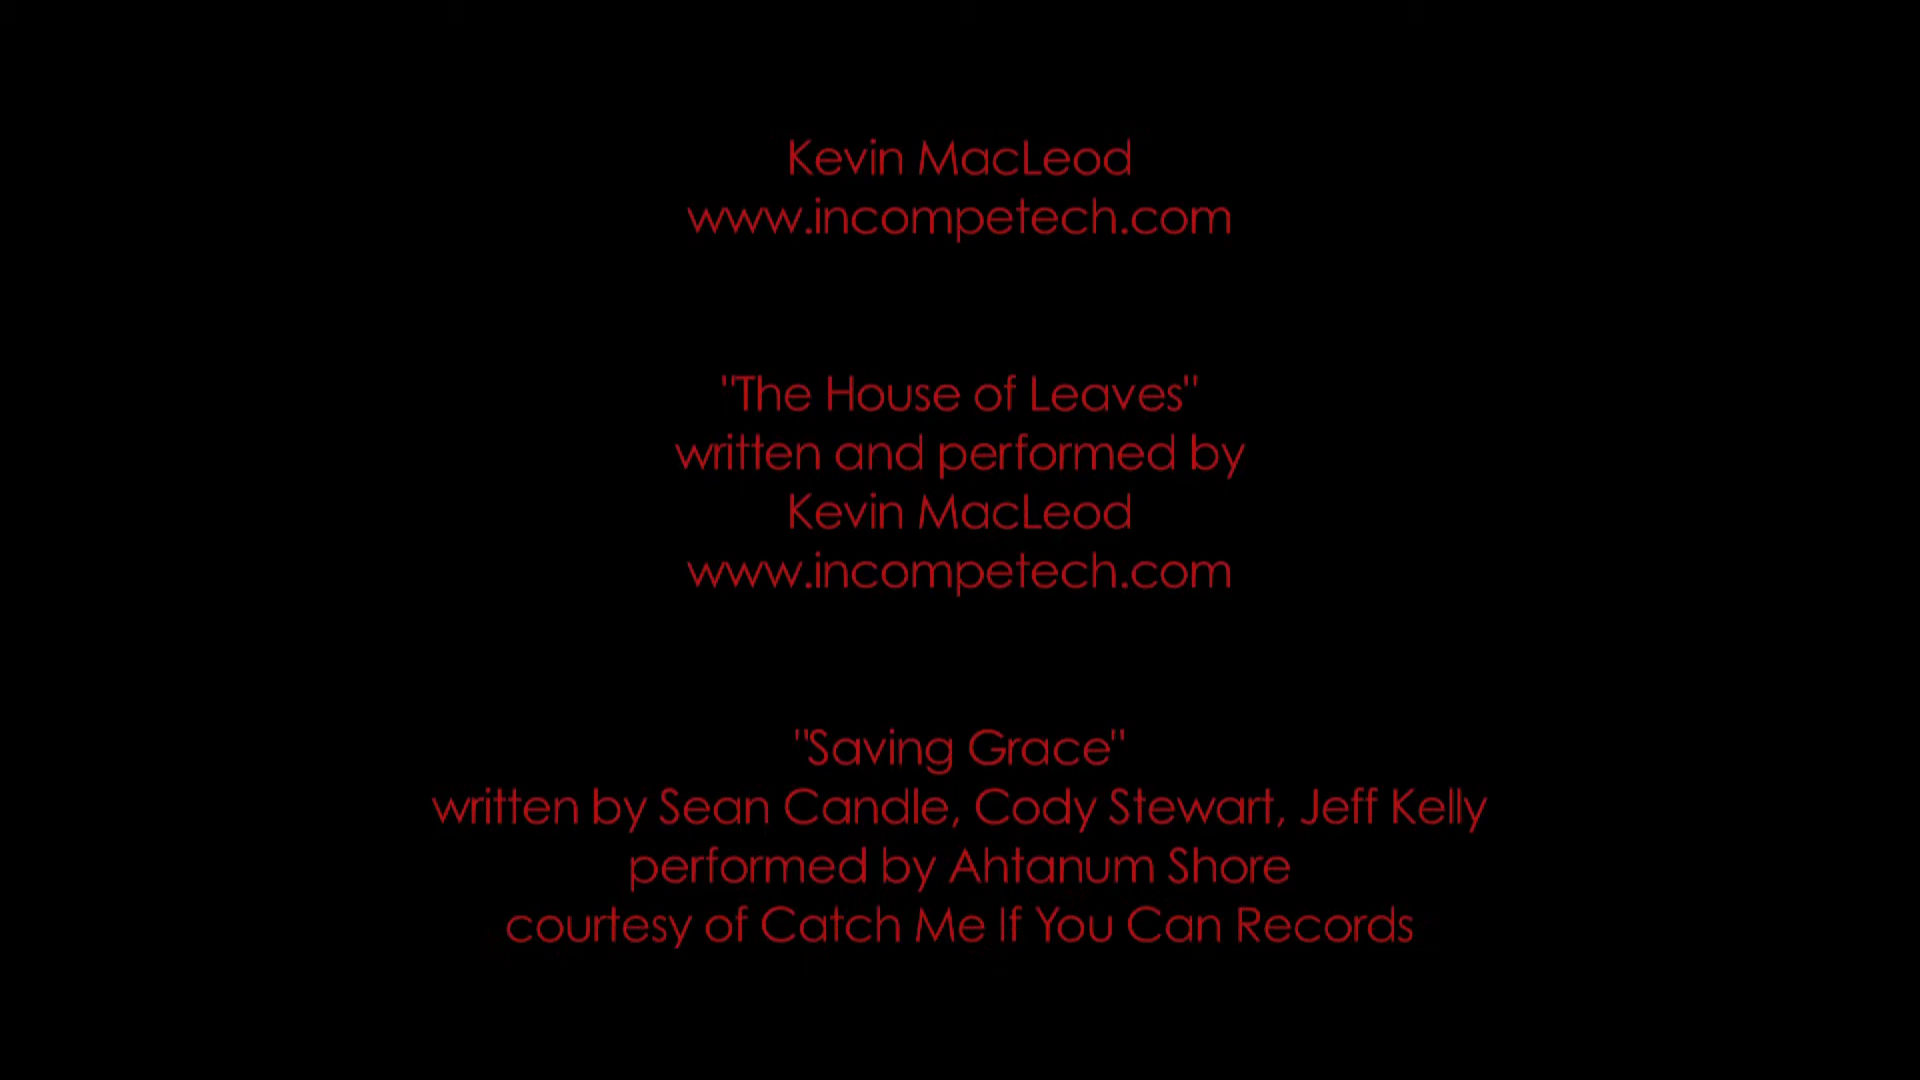 Kevin MacLeod
www.incompetech.com
"The House of Leaves"
written and performed by
Kevin MacLeod
www.incompetech.com
"Saving Grace"
written by Sean Candle, Cody Stewart, Jeff Kelly
performed by Ahtanum Shore
courtesy of Catch Me If You Can Records